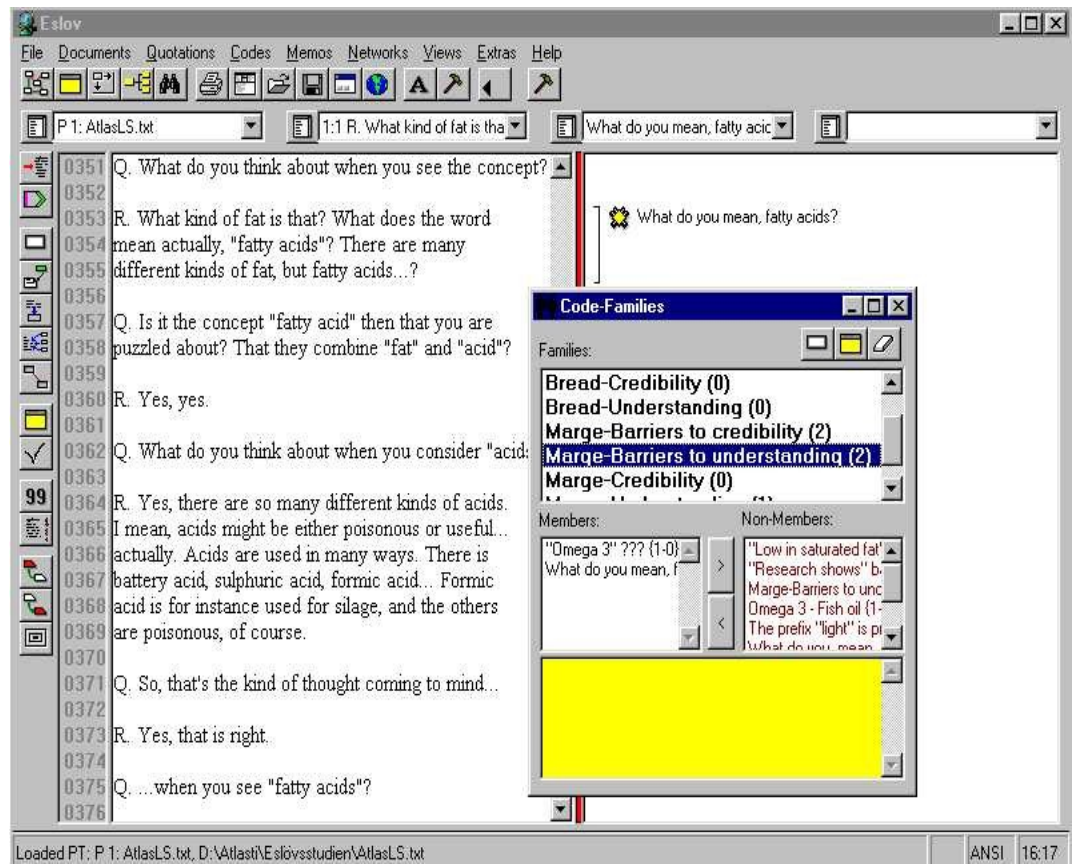 Eslov
File Documents Quotations Codes Memos Networks Views Extras Help
A
P 1: AtlasLS.txt 1:1 R. What kind of fat is tha What do you mean, fatty acic
0351 Q. What do you think about when you see the concept?
0352
0353 R. What kind of fat is that? What does the word
0354 mean actually, "fatty acids"? There are many
0355 different kinds of fat, but fatty acids...?
0356
0357 Q. Is it the concept "fatty acid" then that you are
0358 puzzled about? That they combine "fat" and "acid"?
0359
0360 R. Yes, yes.
0361
0362 Q. What do you think about when you consider "acid
0363
0364 R. Yes, there are so many different kinds of acids.
0365 I mean, acids might be either poisonous or useful...
0366 actually. Acids are used in many ways. There is
0367 battery acid, sulphuric acid, formic acid... Formic
0368 acid is for instance used for silage, and the others
0369 are poisonous, of course.
0370
0371 Q. So, that's the kind of thought coming to mind...
0372
0373 R. Yes, that is right.
0374
0375 Q. ...when you see "fatty acids"?
0376
99
What do you mean, fatty acids?
Code-Families
Families:
Bread-Credibility (0)
Bread-Understanding (0)
Marge-Barriers to credibility (2)
Marge-Barriers to understanding (2)
Marge-Credibility (0)
Members:
"Omega 3" ??? {1-0}
What do you mean, f
>
<
Non-Members:
"Low in saturated fat"
"Research shows" b
Marge-Barriers to unc
Omega 3 - Fish oil {1-
The prefix "light" is pr
What do you mean
Loaded PT: P 1: AtlasLS.txt, D:\Atlasti\Eslövsstudien\AtlasLS.txt ANSI 16:17